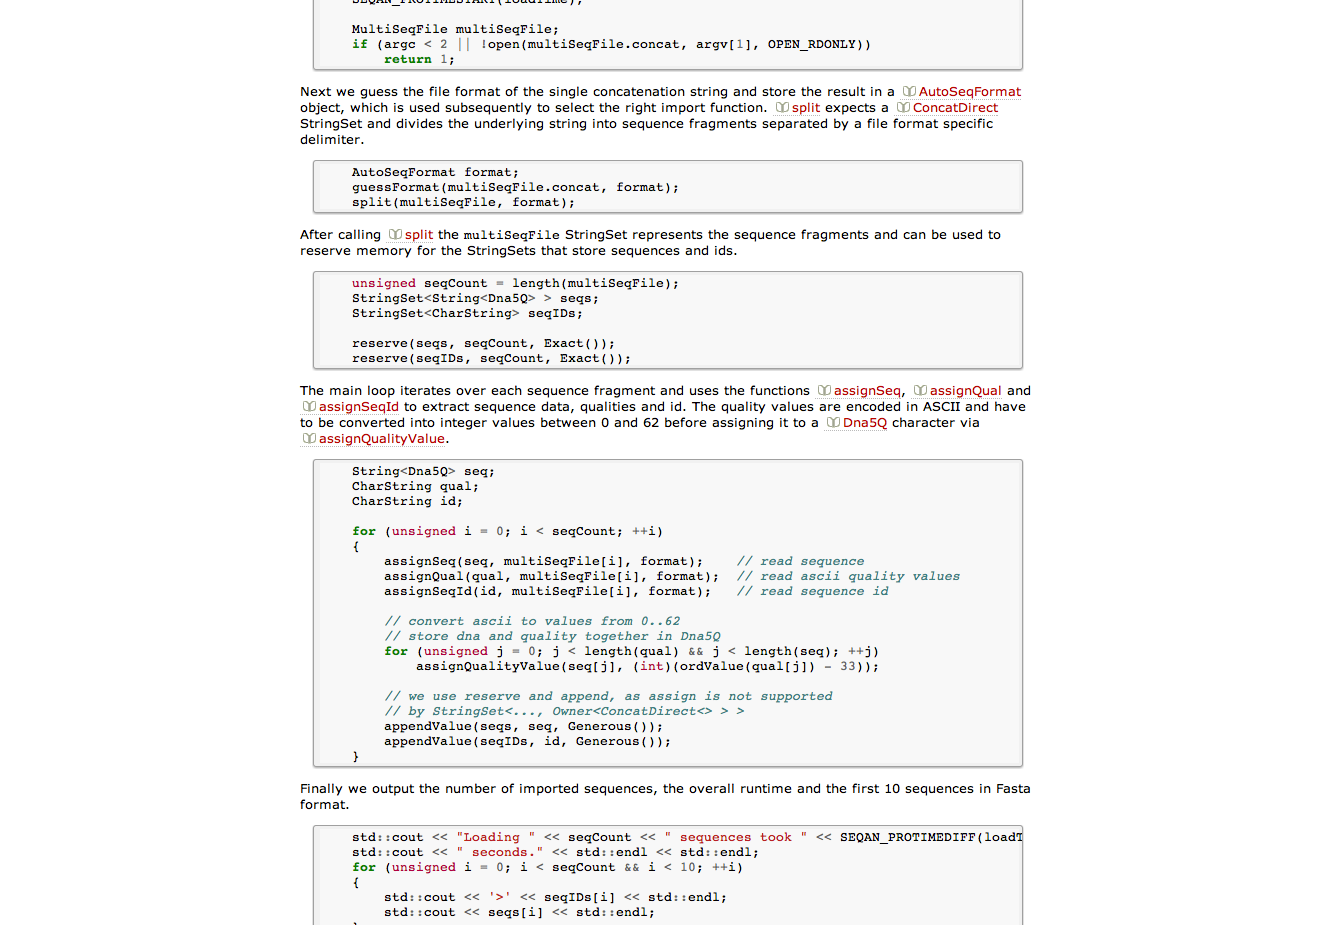 MultiSeqFile multiSeqFile;
if (argc < 2 || !open(multiSeqFile.concat, argv[1], OPEN_RDONLY))
return 1;
Next we guess the file format of the single concatenation string and store the result in a AutoSeqFormat
object, which is used subsequently to select the right import function. split expects a ConcatDirect
StringSet and divides the underlying string into sequence fragments separated by a file format specific
delimiter.
AutoSeqFormat format;
guessFormat(multiSeqFile.concat, format);
split(multiSeqFile, format);
After calling split the multiSeqFile StringSet represents the sequence fragments and can be used to
reserve memory for the StringSets that store sequences and ids.
unsigned seqCount = length(multiSeqFile);
StringSet<String<Dna5Q> > seqs;
StringSet<CharString> seqIDs;
reserve(seqs, seqCount, Exact());
reserve(seqIDs, seqCount, Exact());
The main loop iterates over each sequence fragment and uses the functions assignSeq, assignQual and
assignSeqId to extract sequence data, qualities and id. The quality values are encoded in ASCII and have
to be converted into integer values between 0 and 62 before assigning it to a Dna5Q character via
assignQualityValue.
String<Dna5Q> seq;
CharString qual;
CharString id;
for (unsigned i = 0; i < seqCount; ++i)
{
assignSeq(seq, multiSeqFile[i], format);    // read sequence
assignQual(qual, multiSeqFile[i], format);  // read ascii quality values
assignSeqId(id, multiSeqFile[i], format);   // read sequence id
// convert ascii to values from 0..62
// store dna and quality together in Dna5Q
for (unsigned j = 0; j < length(qual) && j < length(seq); ++j)
assignQualityValue(seq[j], (int)(ordValue(qual[j]) - 33));
// we use reserve and append, as assign is not supported
// by StringSet<..., Owner<ConcatDirect<> > >
appendValue(seqs, seq, Generous());
appendValue(seqIDs, id, Generous());
}
Finally we output the number of imported sequences, the overall runtime and the first 10 sequences in Fasta
format.
std::cout << "Loading " << seqCount << " sequences took " << SEQAN_PROTIMEDIFF(loadT
std::cout << " seconds." << std::endl << std::endl;
for (unsigned i = 0; i < seqCount && i < 10; ++i)
{
std::cout << '>' << seqIDs[i] << std::endl;
std::cout << seqs[i] << std::endl;